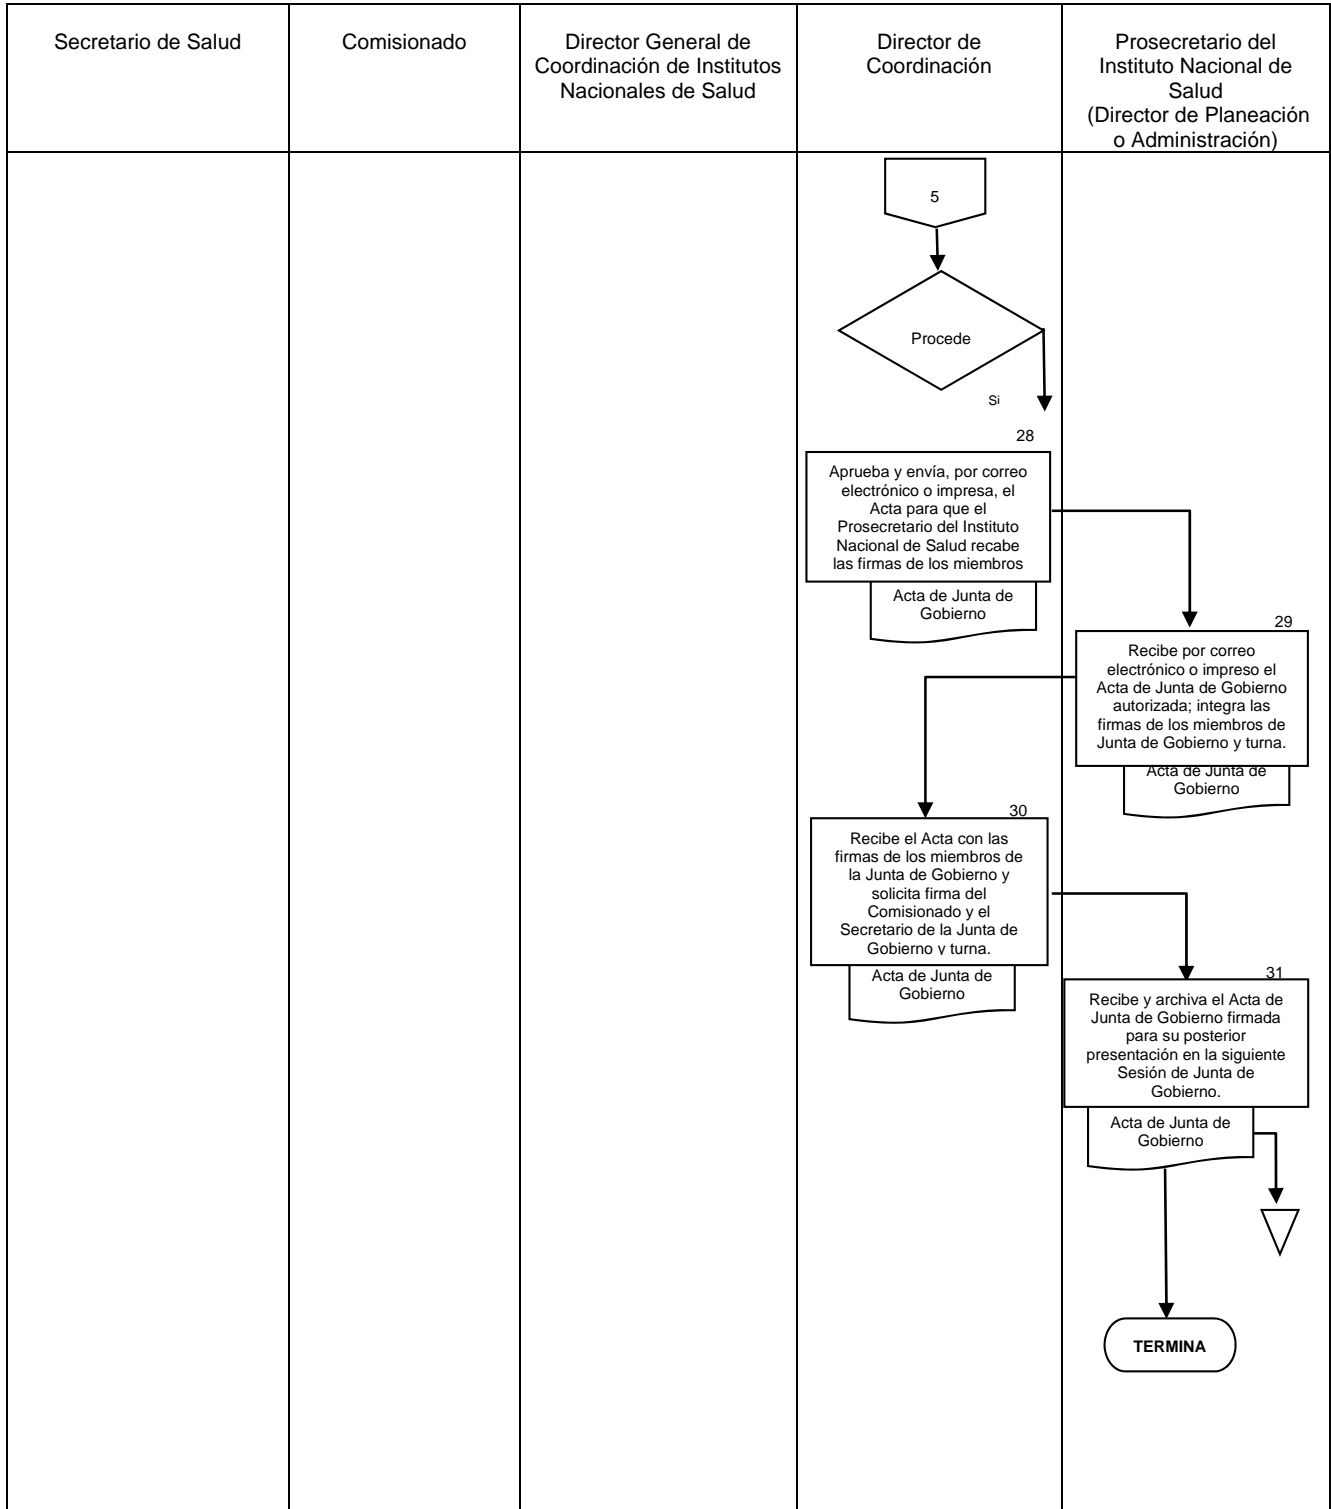 Secretario de Salud
Comisionado
Director General de
Coordinación de Institutos
Nacionales de Salud
Director de
Coordinación
Prosecretario del
Instituto Nacional de
Salud
(Director de Planeación
o Administración)
5
Procede
Si
28
Aprueba y envía, por correo
electrónico o impresa, el
Acta para que el
Prosecretario del Instituto
Nacional de Salud recabe
las firmas de los miembros
Acta de Junta de
Gobierno
29
Recibe por correo
electrónico o impreso el
Acta de Junta de Gobierno
autorizada; integra las
firmas de los miembros de
Junta de Gobierno y turna.
Acta de Junta de
Gobierno
30
Recibe el Acta con las
firmas de los miembros de
la Junta de Gobierno y
solicita firma del
Comisionado y el
Secretario de la Junta de
Gobierno y turna.
Acta de Junta de
Gobierno
31
Recibe y archiva el Acta de
Junta de Gobierno firmada
para su posterior
presentación en la siguiente
Sesión de Junta de
Gobierno.
Acta de Junta de
Gobierno
TERMINA